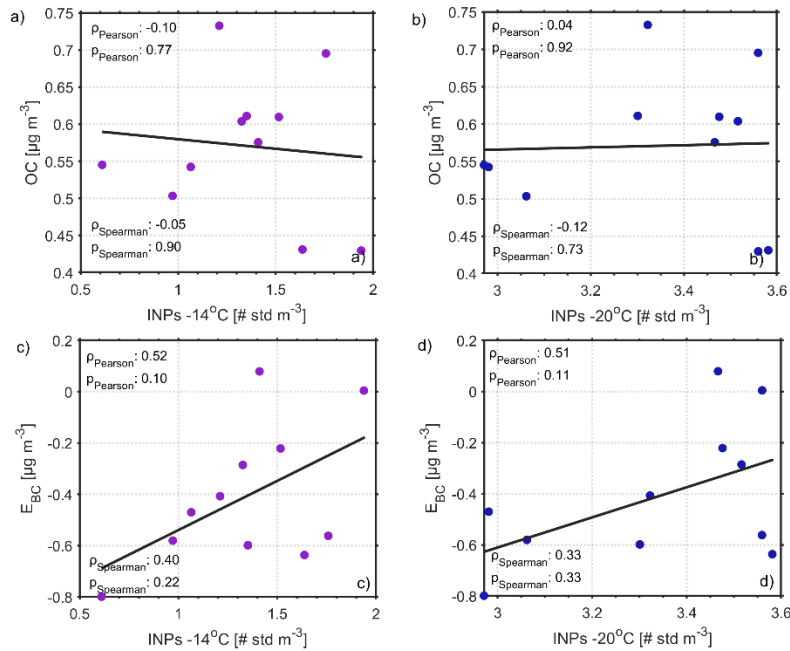 a)
ρPearson: -0.10
pPearson: 0.77
0.75
0.7
0.65
0.6
0.55
0.5
0.45
0.4
OC [µg m-3]
ρSpearman: -0.05
pSpearman: 0.90
a)
0.5
1
1.5
2
INPs -14°C [# std m-3]
b)
ρPearson: 0.04
pPearson: 0.92
0.75
0.7
0.65
0.6
0.55
0.5
0.45
0.4
OC [µg m-3]
ρSpearman: -0.12
pSpearman: 0.73
b)
3
3.2
3.4
3.6
INPs -20°C [# std m-3]
c)
ρPearson: 0.52
pPearson: 0.10
0.2
0
-0.2
-0.4
-0.6
-0.8
EBC [µg m-3]
ρSpearman: 0.40
pSpearman: 0.22
c)
0.5
1
1.5
2
INPs -14°C [# std m-3]
d)
ρPearson: 0.51
pPearson: 0.11
0.2
0
-0.2
-0.4
-0.6
-0.8
EBC [µg m-3]
ρSpearman: 0.33
pSpearman: 0.33
d)
3
3.2
3.4
3.6
INPs -20°C [# std m-3]